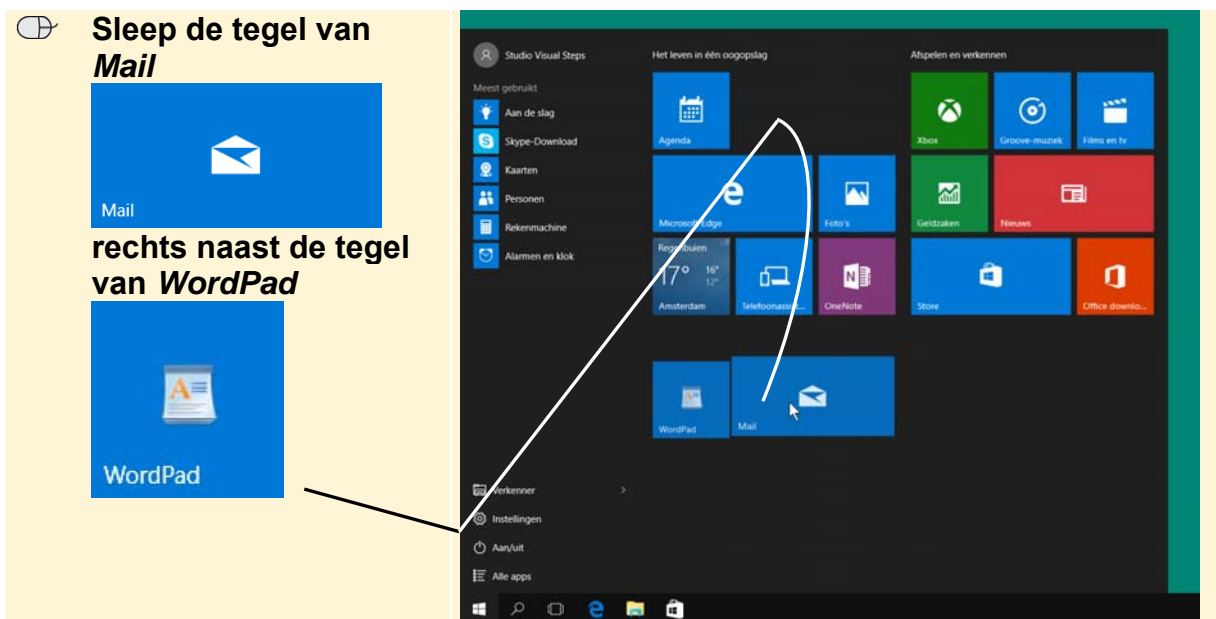 Sleep de tegel van
Mail
Mail
rechts naast de tegel
van WordPad
WordPad
Studio Visual Steps
Meest gebruikt
Aan de slag
Skype-Download
Kaarten
Personen
Rekenmachine
Alarmen en klok
Verkenner
Instellingen
Aan/uit
Alle apps
Het leven in één oogopslag
Agenda
Microsoft Edge
Foto's
Regenbuien
17° 16°
12°
Amsterdam
Telefoonassist...
OneNote
WordPad
Mail
Afspelen en verkennen
Xbox
Groove-muziek
Films en tv
Geldzaken
Nieuws
Store
Office downlo...